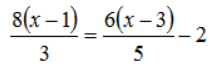 8(x−1)/3 = 6(x−3)/5 − 2